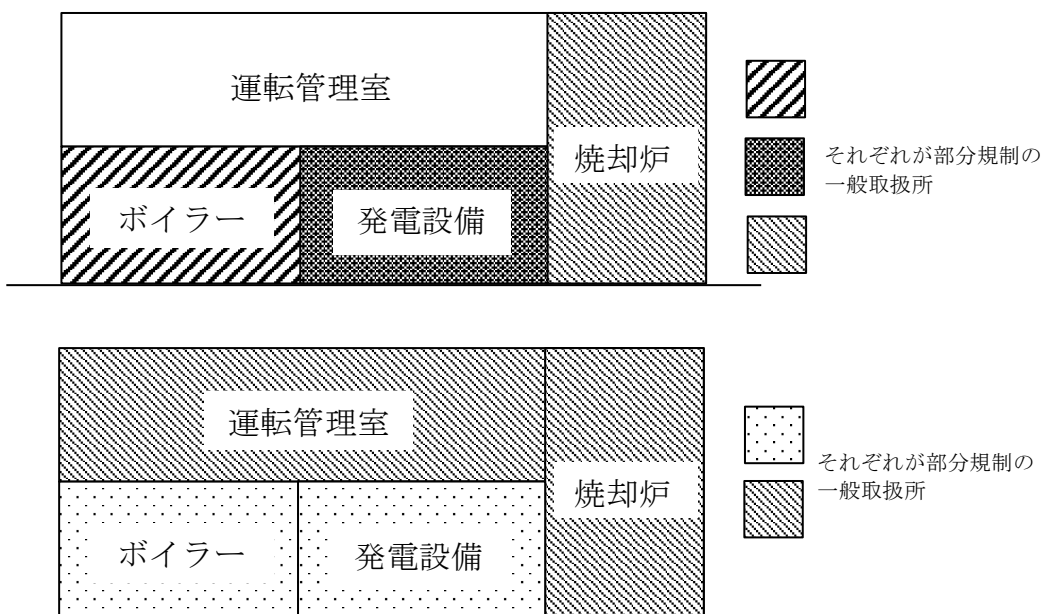 運転管理室
焼却炉
ボイラー
発電設備
それぞれが部分規制の
一般取扱所
運転管理室
焼却炉
ボイラー
発電設備
それぞれが部分規制の
一般取扱所